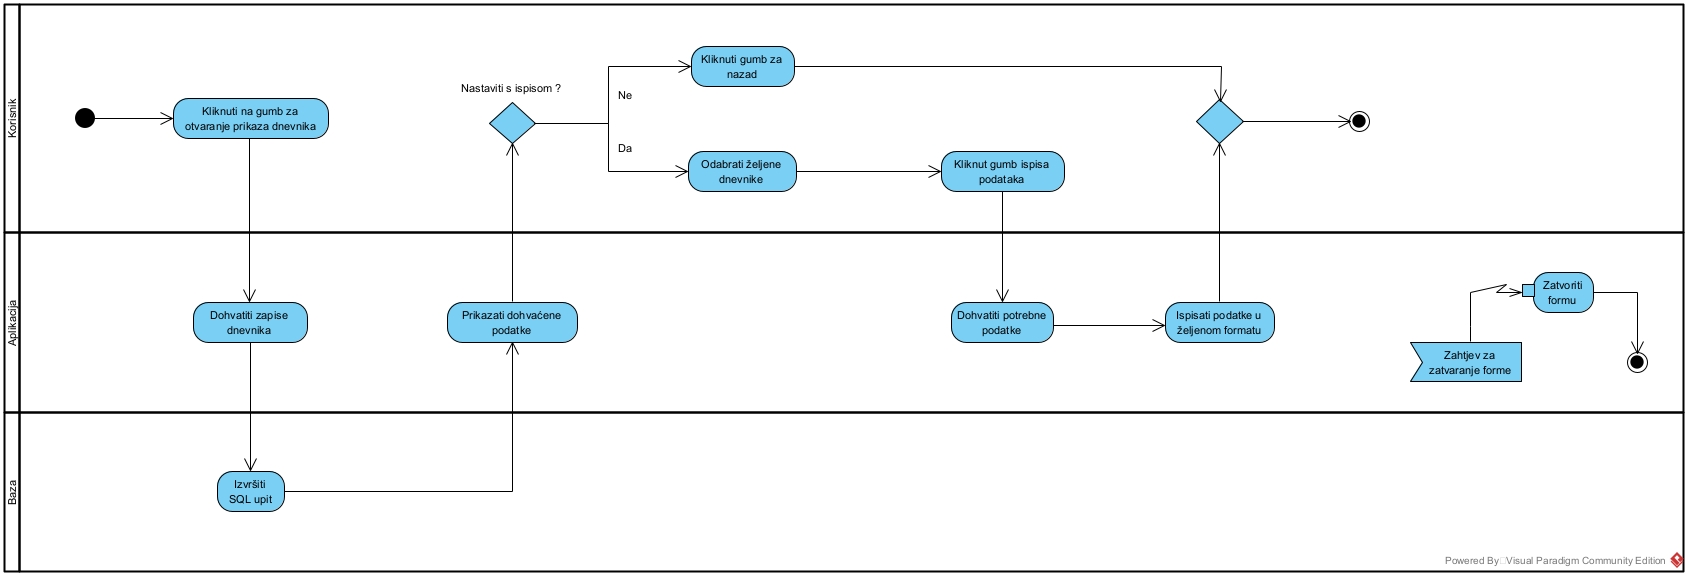 Korisnik
Kliknuti na gumb za
otvaranje prikaza dnevnika
Nastaviti s ispisom ?
Ne
Da
Kliknuti gumb za
nazad
Odabrati željene
dnevnike
Kliknut gumb ispisa
podataka
Aplikacija
Dohvatiti zapise
dnevnika
Prikazati dohvaćene
podatke
Dohvatiti potrebne
podatke
Ispisati podatke u
željenom formatu
Zahtjev za
zatvaranje forme
Zatvoriti
formu
Baza
Izvršiti
SQL upit
Powered By Visual Paradigm Community Edition